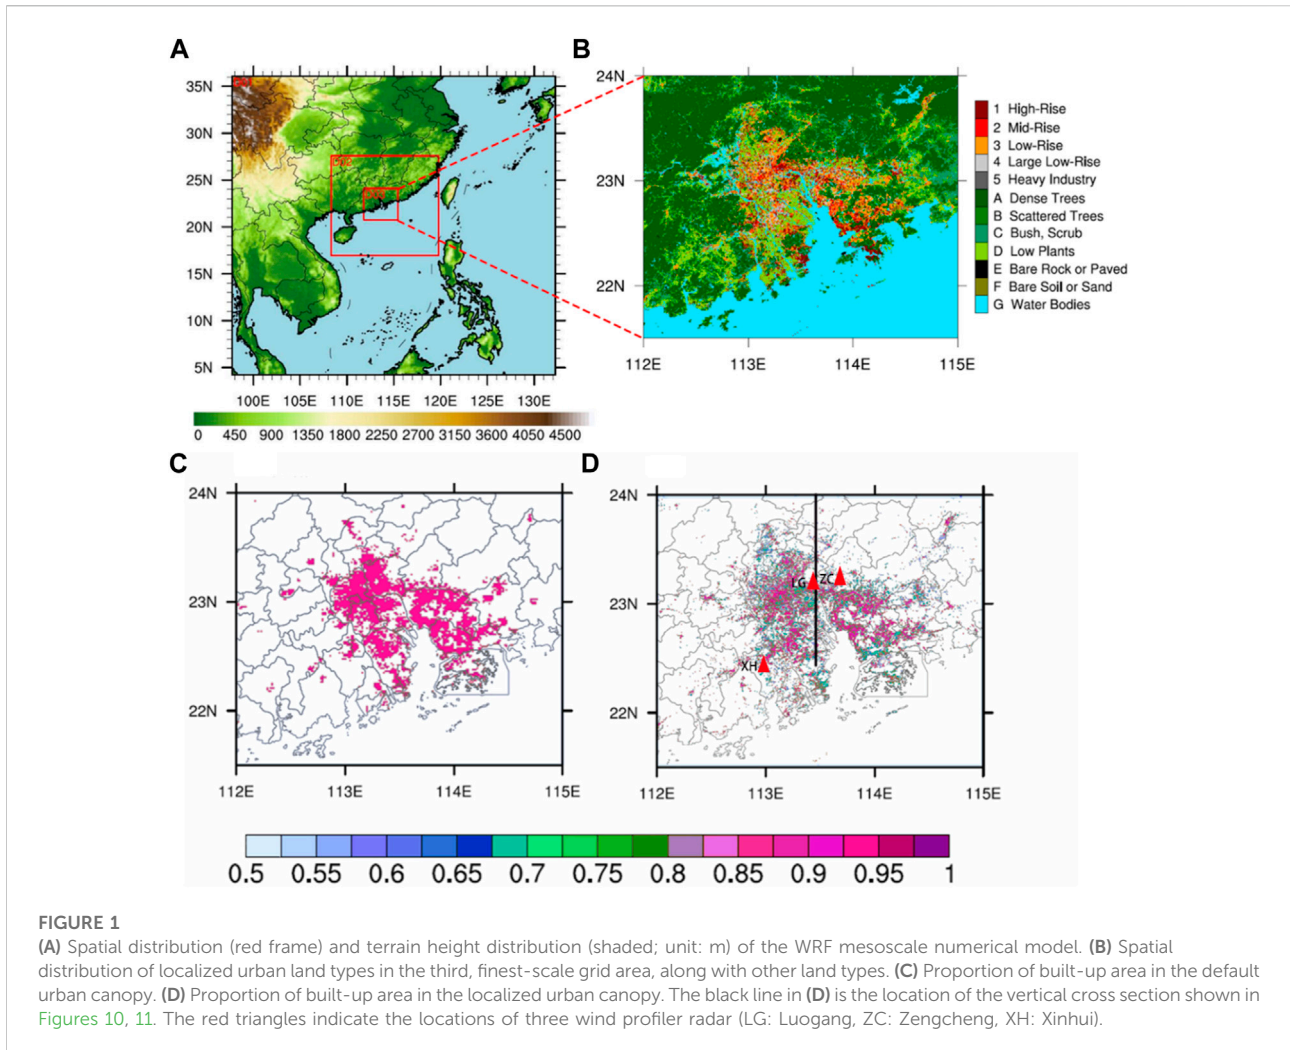 A
B
35N
30N
25N
20N
15N
10N
5N
100E 105E 110E 115E 120E 125E 130E
0 450 900 1350 1800 2250 2700 3150 3600 4050 4500
24N
23N
22N
112E 113E 114E 115E
1 High-Rise
2 Mid-Rise
3 Low-Rise
4 Large Low-Rise
5 Heavy Industry
A Dense Trees
B Scattered Trees
C Bush, Scrub
D Low Plants
E Bare Rock or Paved
F Bare Soil or Sand
G Water Bodies
C
24N
23N
22N
112E 113E 114E 115E
D
24N
23N
22N
LG ZC
XH
112E 113E 114E 115E
0.5 0.55 0.6 0.65 0.7 0.75 0.8 0.85 0.9 0.95 1
FIGURE 1
(A) Spatial distribution (red frame) and terrain height distribution (shaded; unit: m) of the WRF mesoscale numerical model. (B) Spatial
distribution of localized urban land types in the third, finest-scale grid area, along with other land types. (C) Proportion of built-up area in the default
urban canopy. (D) Proportion of built-up area in the localized urban canopy. The black line in (D) is the location of the vertical cross section shown in
Figures 10, 11. The red triangles indicate the locations of three wind profiler radar (LG: Luogang, ZC: Zengcheng, XH: Xinhui).